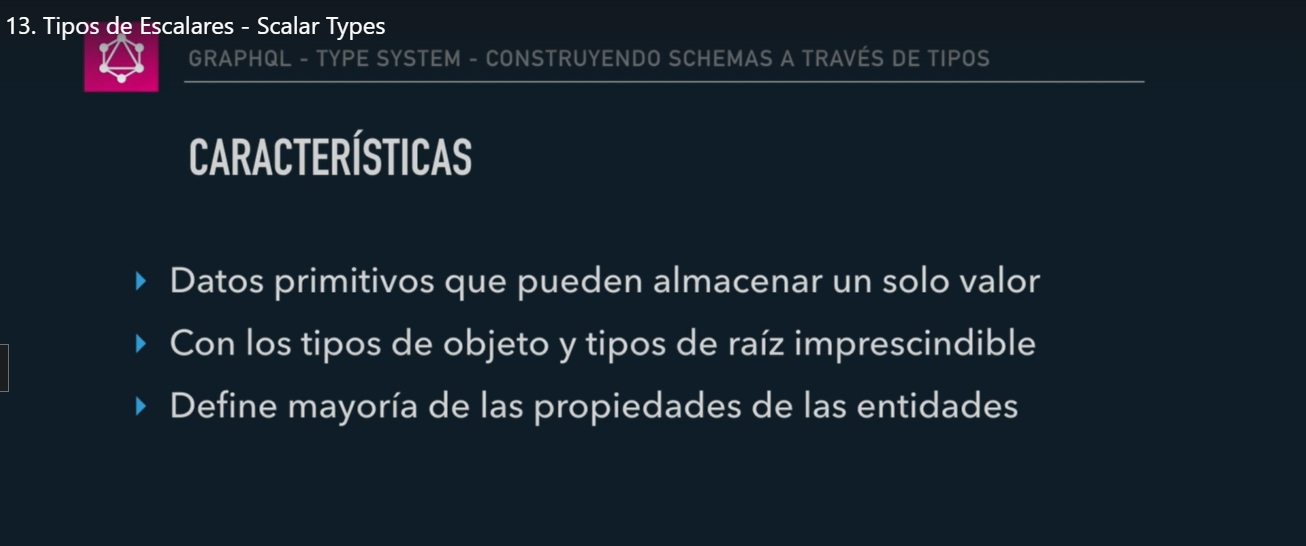 13. Tipos de Escalares - Scalar Types
GRAPHQL - TYPE SYSTEM - CONSTRUYENDO SCHEMAS A TRAVÉS DE TIPOS
CARACTERÍSTICAS
Datos primitivos que pueden almacenar un solo valor
Con los tipos de objeto y tipos de raíz imprescindible
Define mayoría de las propiedades de las entidades